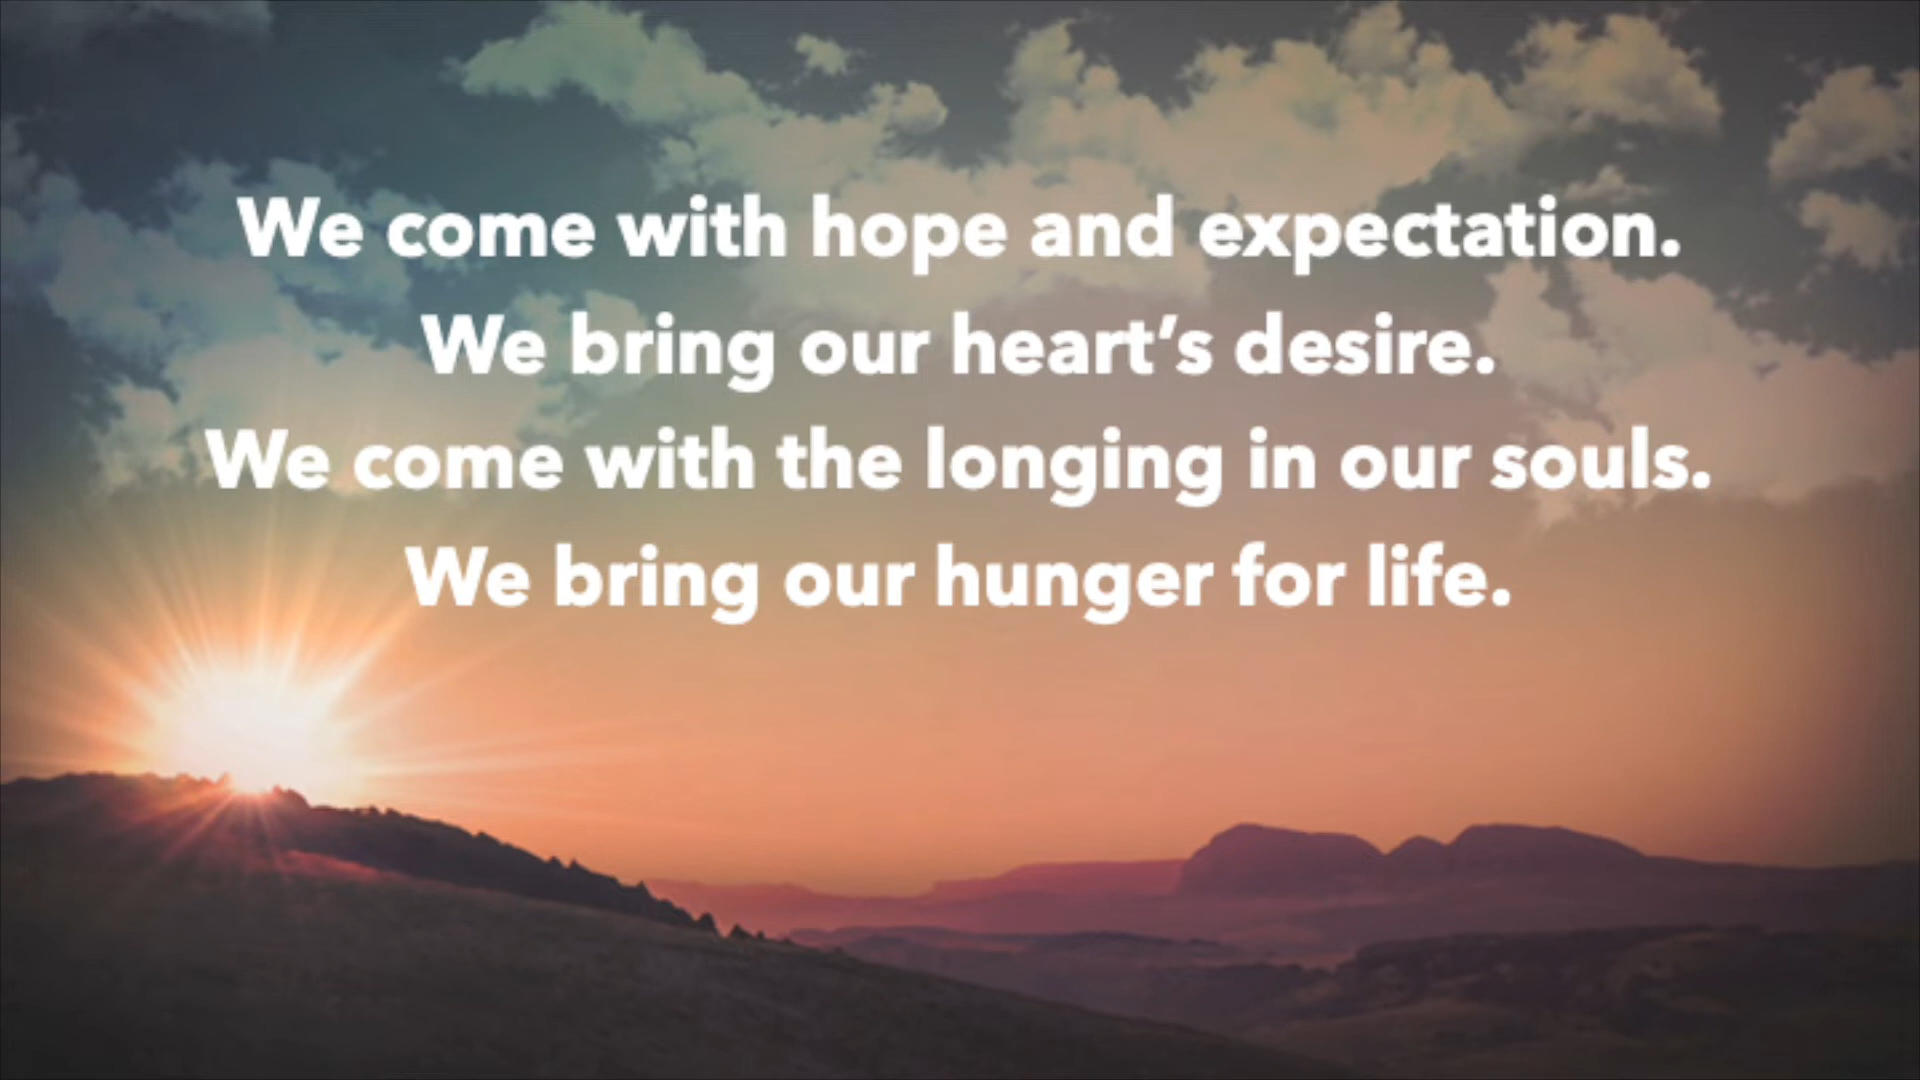 We come with hope and expectation.
We bring our heart’s desire.
We come with the longing in our souls.
We bring our hunger for life.